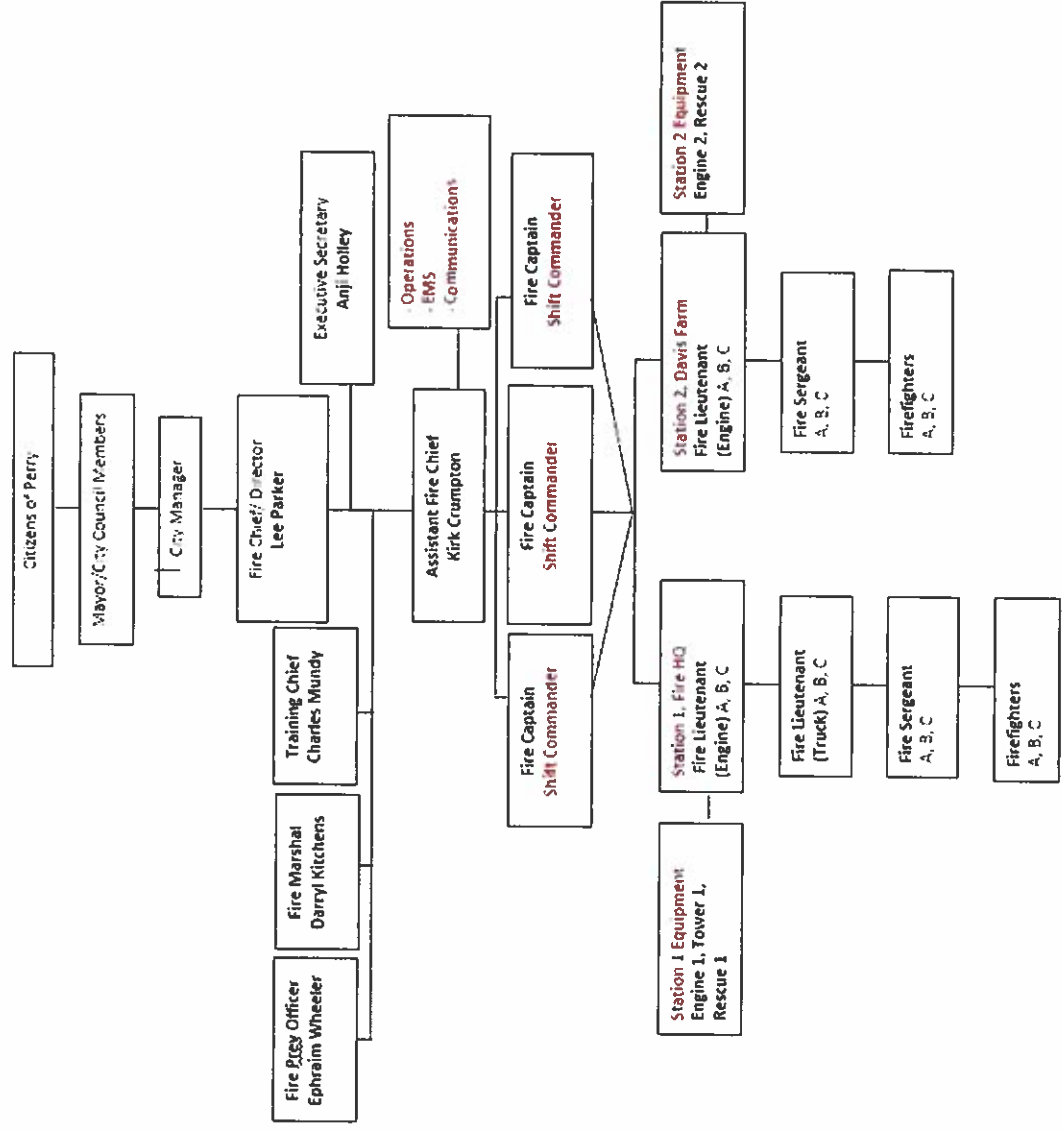 Citizens of Perry
Mayor/City Council Members
City Manager
Fire Chief/ Director
Lee Parker
Executive Secretary
Anji Holley
Fire Prev Officer
Ephraim Wheeler
Fire Marshal
Darryl Kitchens
Training Chief
Charles Mundy
Assistant Fire Chief
Kirk Crumpton
- Operations
- EMS
- Communications
Fire Captain
Shift Commander
Fire Captain
Shift Commander
Fire Captain
Shift Commander
Station 1 Equipment
Engine 1, Tower 1,
Rescue 1
Station 1, Fire HQ
Fire Lieutenant
(Engine) A, B, C
Station 2, Davis Farm
Fire Lieutenant
(Engine) A, B, C
Station 2 Equipment
Engine 2, Rescue 2
Fire Lieutenant
(Truck) A, B, C
Fire Sergeant
A, B, C
Firefighters
A, B, C
Fire Sergeant
A, B, C
Firefighters
A, B, C